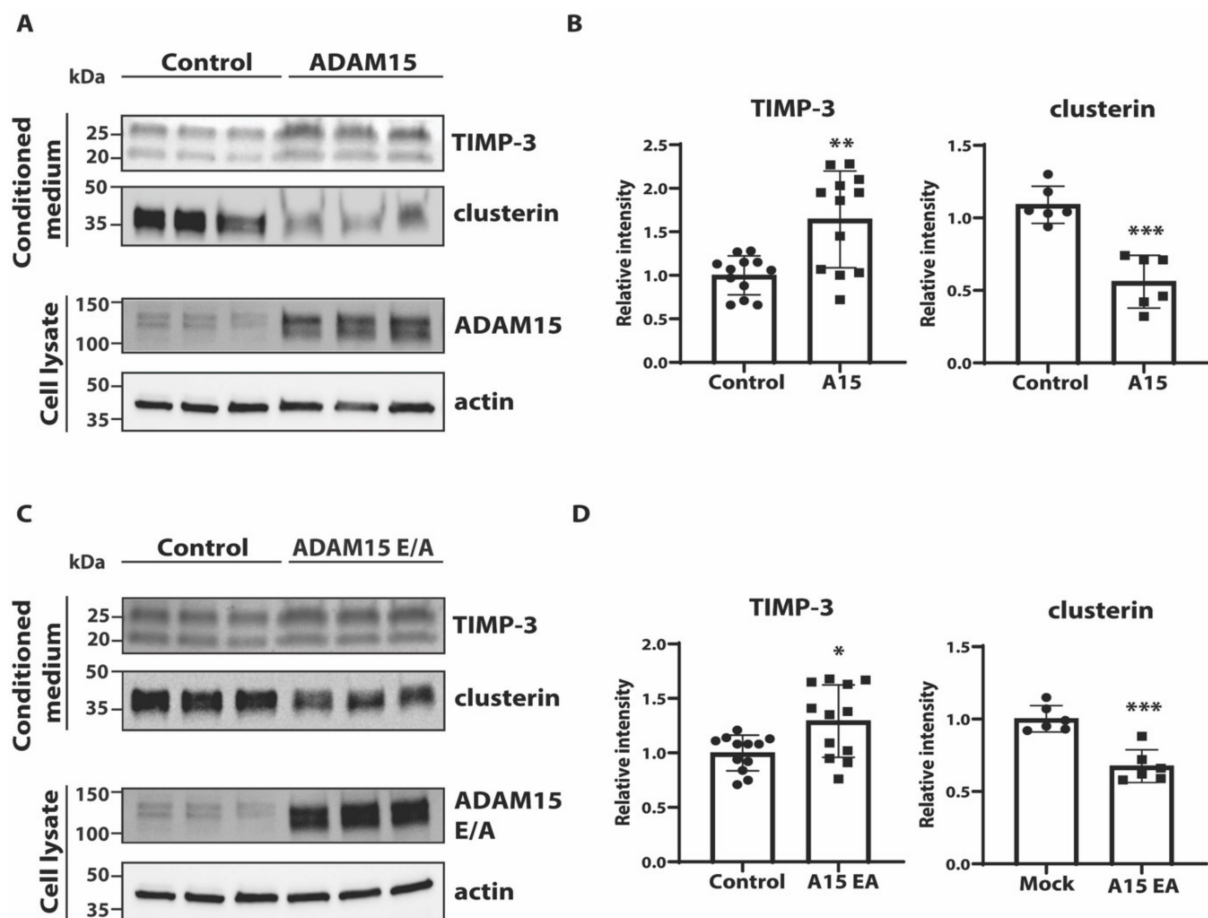 A
Control ADAM15
kDa
Conditioned
medium
25
20
TIMP-3
50
35
clusterin
Cell lysate
150
100
ADAM15
50
35
actin
B
TIMP-3
Relative intensity
2.5
2.0
1.5
1.0
0.5
0.0
**
Control A15
clusterin
Relative intensity
1.5
1.0
0.5
0.0
***
Control A15
C
Control ADAM15 E/A
kDa
Conditioned
medium
25
20
TIMP-3
50
35
clusterin
Cell lysate
150
100
ADAM15
E/A
50
35
actin
D
TIMP-3
Relative intensity
2.0
1.5
1.0
0.5
0.0
*
Control A15 EA
clusterin
Relative intensity
1.5
1.0
0.5
0.0
***
Mock A15 EA